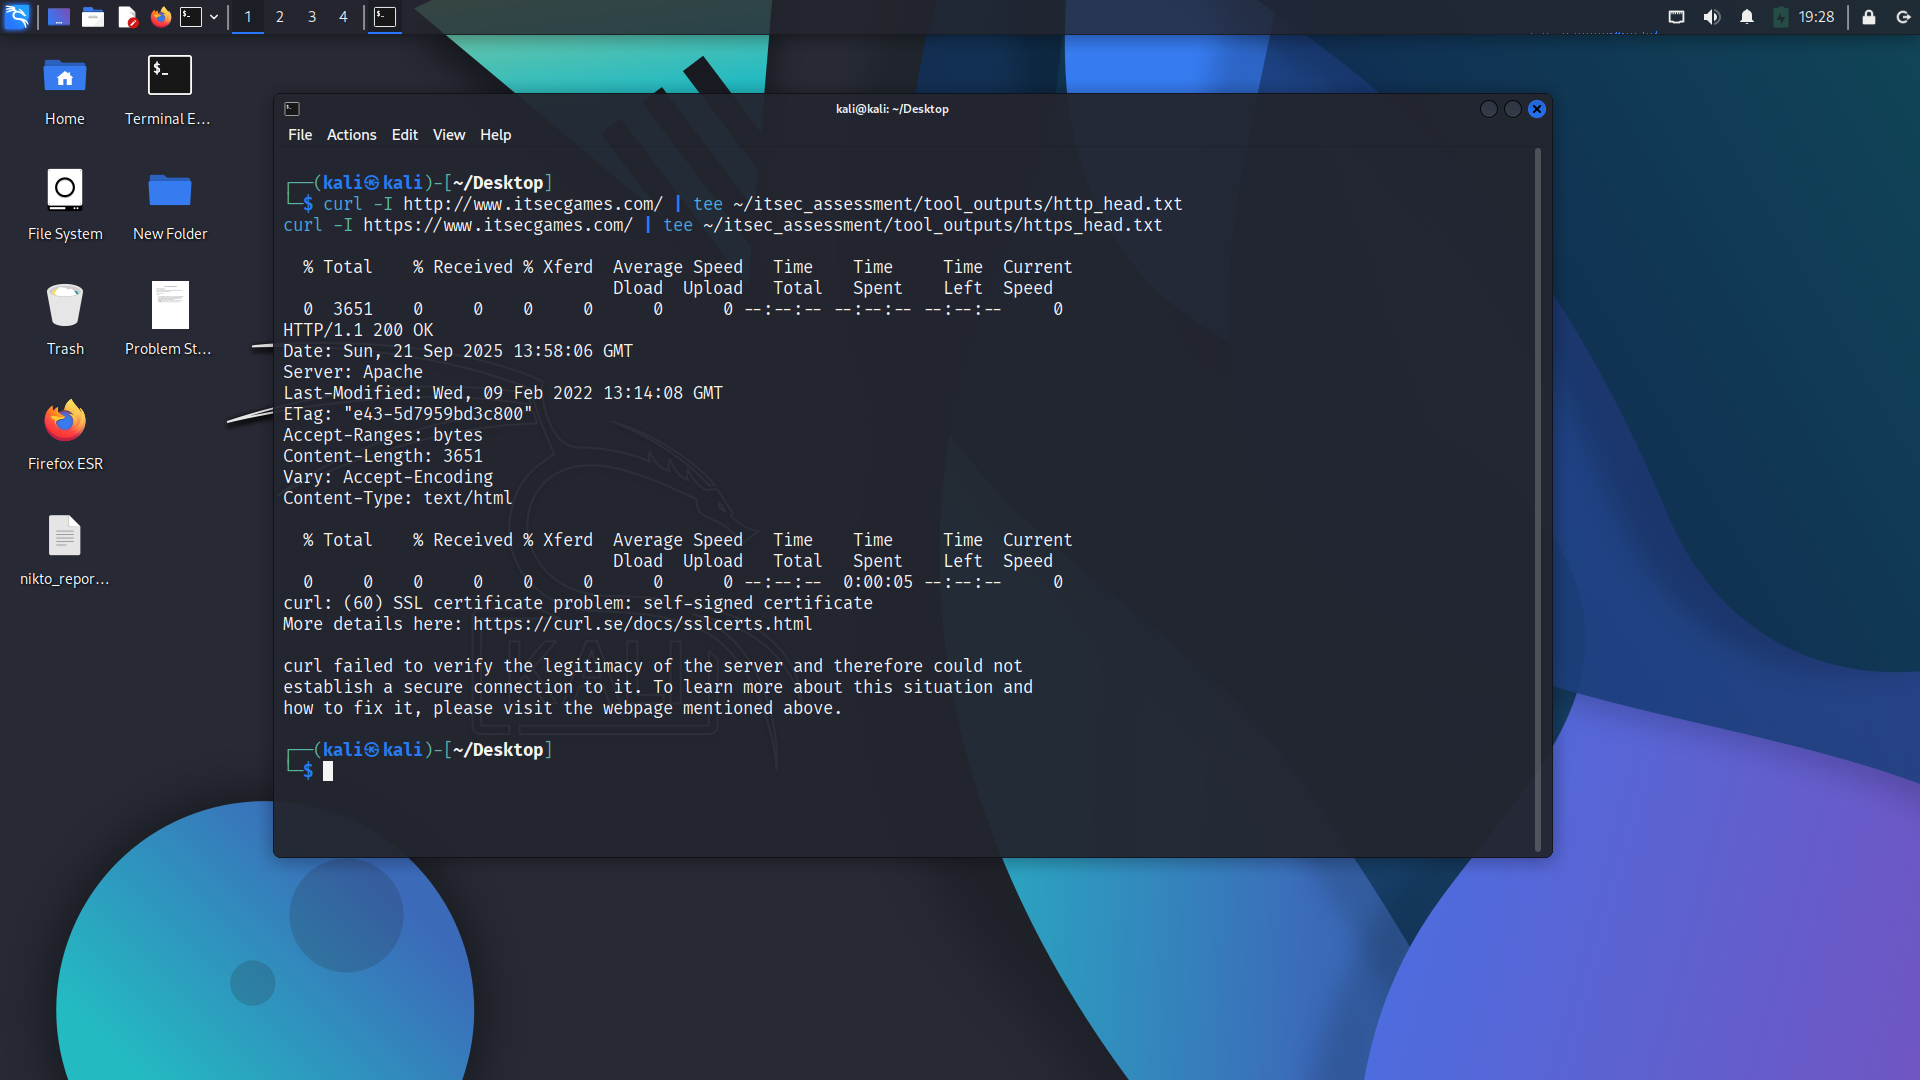 1 2 3 4
19:28
Home
Terminal E...
File System
New Folder
Trash
Problem St...
Firefox ESR
nikto_repor...
kali@kali: ~/Desktop
File Actions Edit View Help
┌──(kali㉿kali)-[~/Desktop]
└─$ curl -I http://www.itsecgames.com/ | tee ~/itsec_assessment/tool_outputs/http_head.txt
curl -I https://www.itsecgames.com/ | tee ~/itsec_assessment/tool_outputs/https_head.txt
% Total % Received % Xferd Average Speed Time Time Time Current
Dload Upload Total Spent Left Speed
0 3651 0 0 0 0 0 0 --:--:-- --:--:-- --:--:-- 0
HTTP/1.1 200 OK
Date: Sun, 21 Sep 2025 13:58:06 GMT
Server: Apache
Last-Modified: Wed, 09 Feb 2022 13:14:08 GMT
ETag: "e43-5d7959bd3c800"
Accept-Ranges: bytes
Content-Length: 3651
Vary: Accept-Encoding
Content-Type: text/html
% Total % Received % Xferd Average Speed Time Time Time Current
Dload Upload Total Spent Left Speed
0 0 0 0 0 0 0 0 --:--:-- 0:00:05 --:--:-- 0
curl: (60) SSL certificate problem: self-signed certificate
More details here: https://curl.se/docs/sslcerts.html
curl failed to verify the legitimacy of the server and therefore could not
establish a secure connection to it. To learn more about this situation and
how to fix it, please visit the webpage mentioned above.
┌──(kali㉿kali)-[~/Desktop]
└─$
KALI